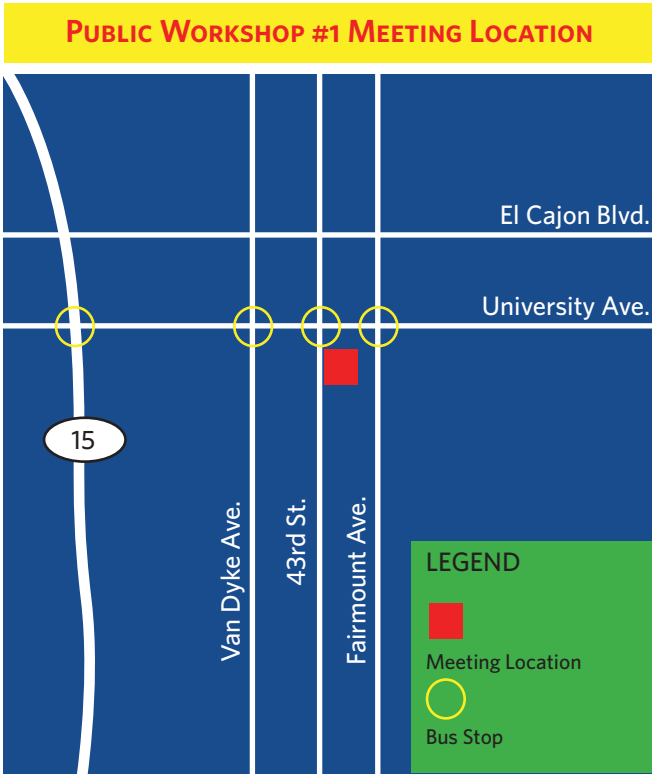 PUBLIC WORKSHOP #1 MEETING LOCATION
El Cajon Blvd.
University Ave.
15
Van Dyke Ave.
43rd St.
Fairmount Ave.
LEGEND
Meeting Location
Bus Stop